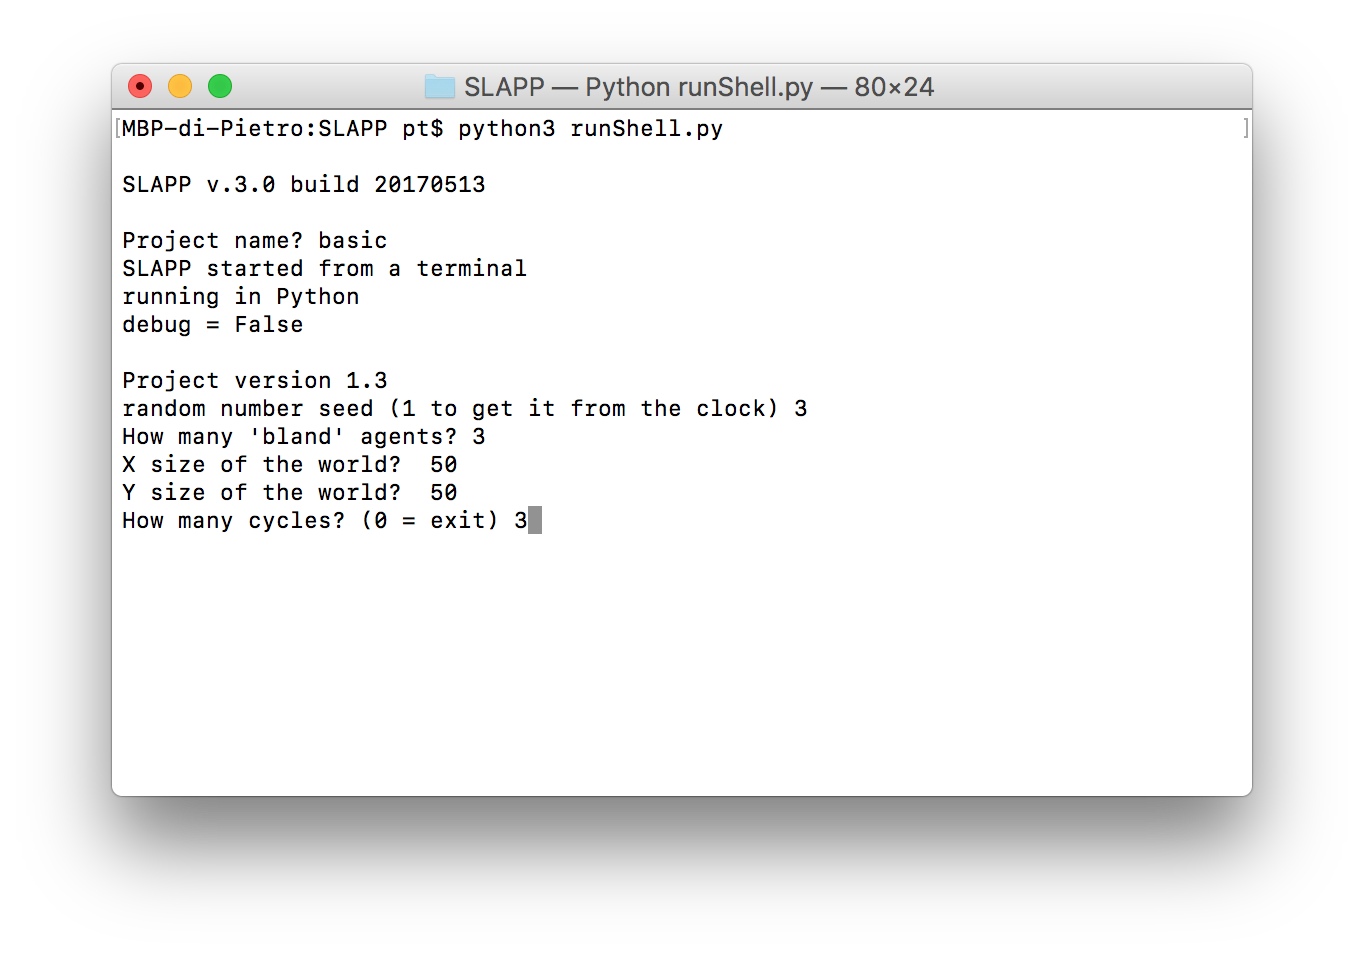 SLAPP — Python runShell.py — 80×24
[MBP-di-Pietro:SLAPP pt$ python3 runShell.py ]
SLAPP v.3.0 build 20170513
Project name? basic
SLAPP started from a terminal
running in Python
debug = False
Project version 1.3
random number seed (1 to get it from the clock) 3
How many 'bland' agents? 3
X size of the world?  50
Y size of the world?  50
How many cycles? (0 = exit) 3